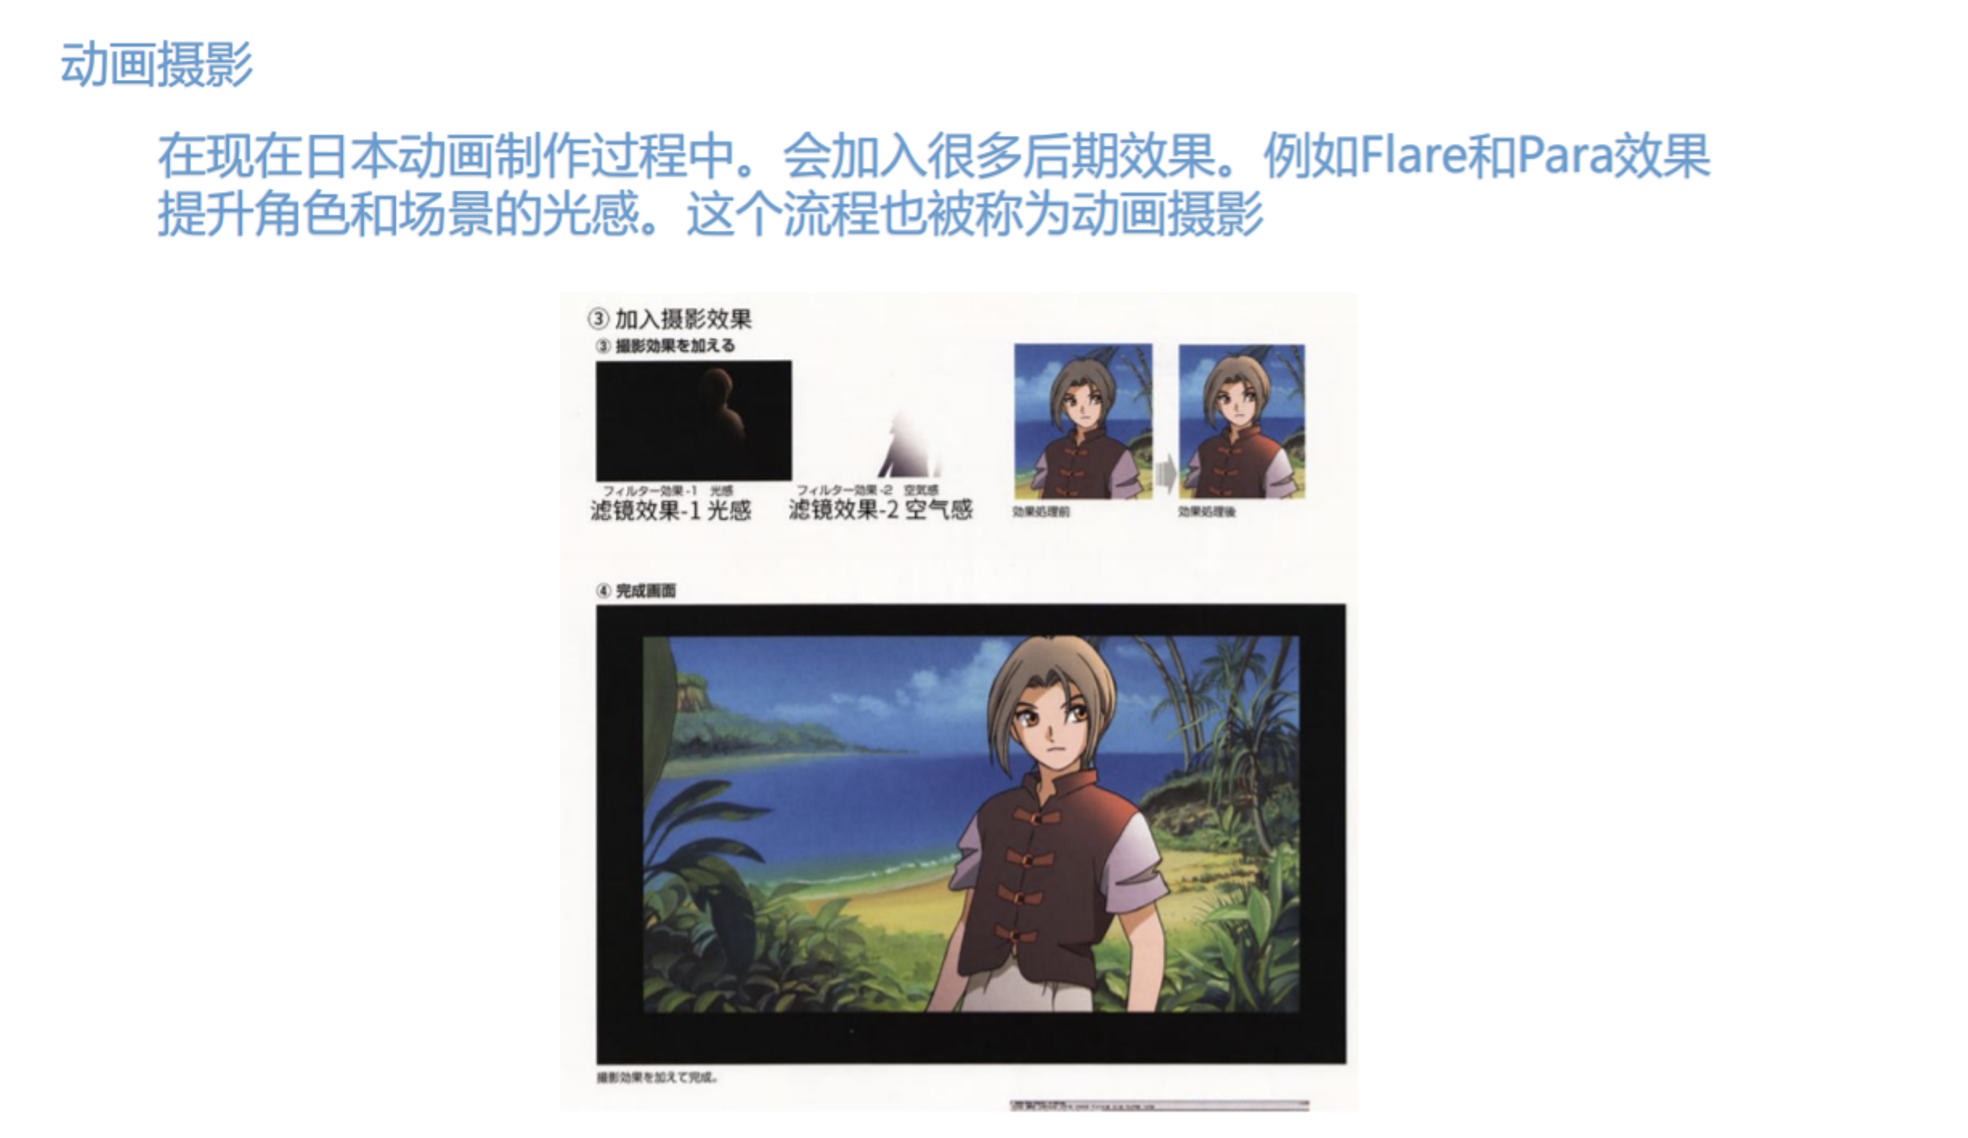 动画摄影
在现在日本动画制作过程中。会加入很多后期效果。例如Flare和Para效果
提升角色和场景的光感。这个流程也被称为动画摄影
③ 加入摄影效果
③ 撮影効果を加える
フィルター効果-1 光感
滤镜效果-1 光感
フィルター効果-2 空気感
滤镜效果-2 空气感
効果処理前
効果処理後
④ 完成画面
撮影効果を加えて完成。